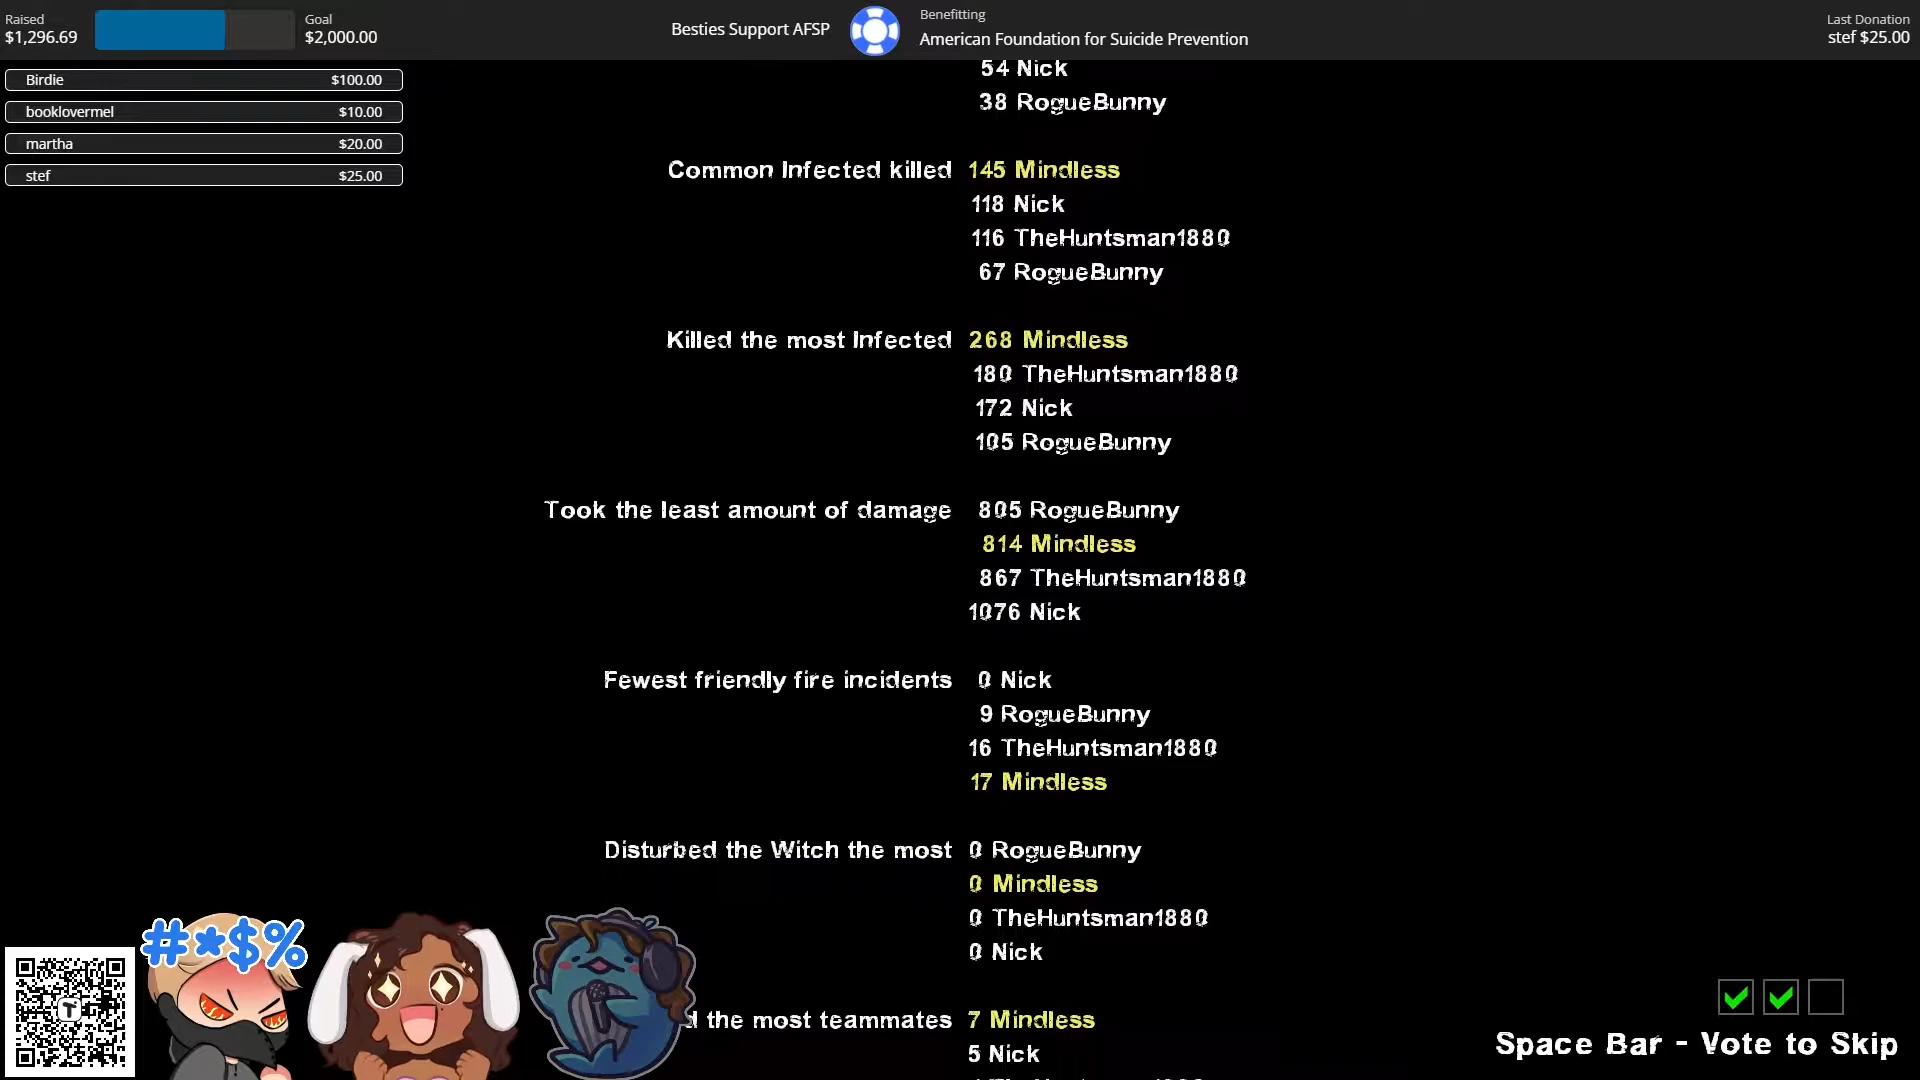 Raised
$1,296.69
Goal
$2,000.00
Besties Support AFSP
Benefitting
American Foundation for Suicide Prevention
Last Donation
stef $25.00
Birdie $100.00
booklovermel $10.00
martha $20.00
stef $25.00
54 Nick
38 RogueBunny
Common Infected killed 145 Mindless
118 Nick
116 TheHuntsman1880
67 RogueBunny
Killed the most Infected 268 Mindless
180 TheHuntsman1880
172 Nick
105 RogueBunny
Took the least amount of damage 805 RogueBunny
814 Mindless
867 TheHuntsman1880
1076 Nick
Fewest friendly fire incidents 0 Nick
9 RogueBunny
16 TheHuntsman1880
17 Mindless
Disturbed the Witch the most 0 RogueBunny
0 Mindless
0 TheHuntsman1880
0 Nick
the most teammates 7 Mindless
5 Nick
#*$%
T
Space Bar - Vote to Skip